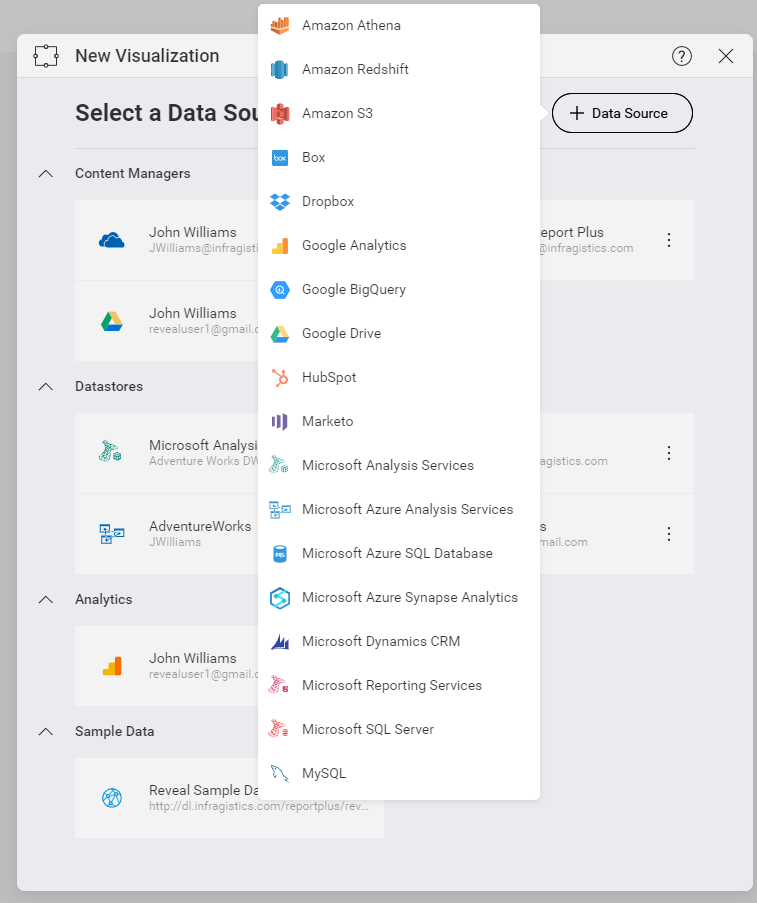 New Visualization
Select a Data Sou
+ Data Source
Content Managers
John Williams
JWilliams@infragisti
eport Plus
@infragistics.com
John Williams
revealuser1@gmail.c
Datastores
Microsoft Analysi
Adventure Works DW
agistics.com
AdventureWorks
JWilliams
s
mail.com
Analytics
John Williams
revealuser1@gmail.c
Sample Data
Reveal Sample Da
http://dl.infragistics.com/reportplus/rev...
Amazon Athena
Amazon Redshift
Amazon S3
box
Box
Dropbox
Google Analytics
Google BigQuery
Google Drive
HubSpot
Marketo
Microsoft Analysis Services
Microsoft Azure Analysis Services
SQL
Microsoft Azure SQL Database
Microsoft Azure Synapse Analytics
Microsoft Dynamics CRM
Microsoft Reporting Services
Microsoft SQL Server
MySQL